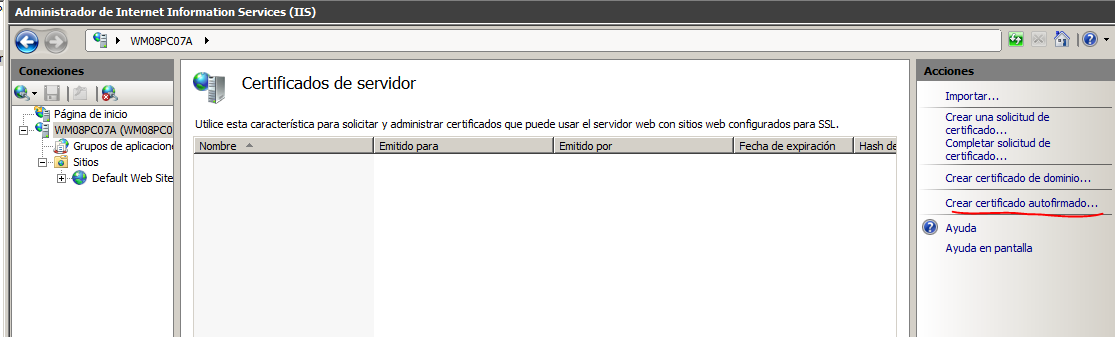 Administrador de Internet Information Services (IIS)
WM08PC07A
Conexiones
Página de inicio
WM08PC07A (WM08PC0
Grupos de aplicacione
Sitios
Default Web Site
Certificados de servidor
Utilice esta característica para solicitar y administrar certificados que puede usar el servidor web con sitios web configurados para SSL.
Nombre Emitido para Emitido por Fecha de expiración Hash de
Acciones
Importar...
Crear una solicitud de
certificado...
Completar solicitud de
certificado...
Crear certificado de dominio...
Crear certificado autofirmado...
Ayuda
Ayuda en pantalla